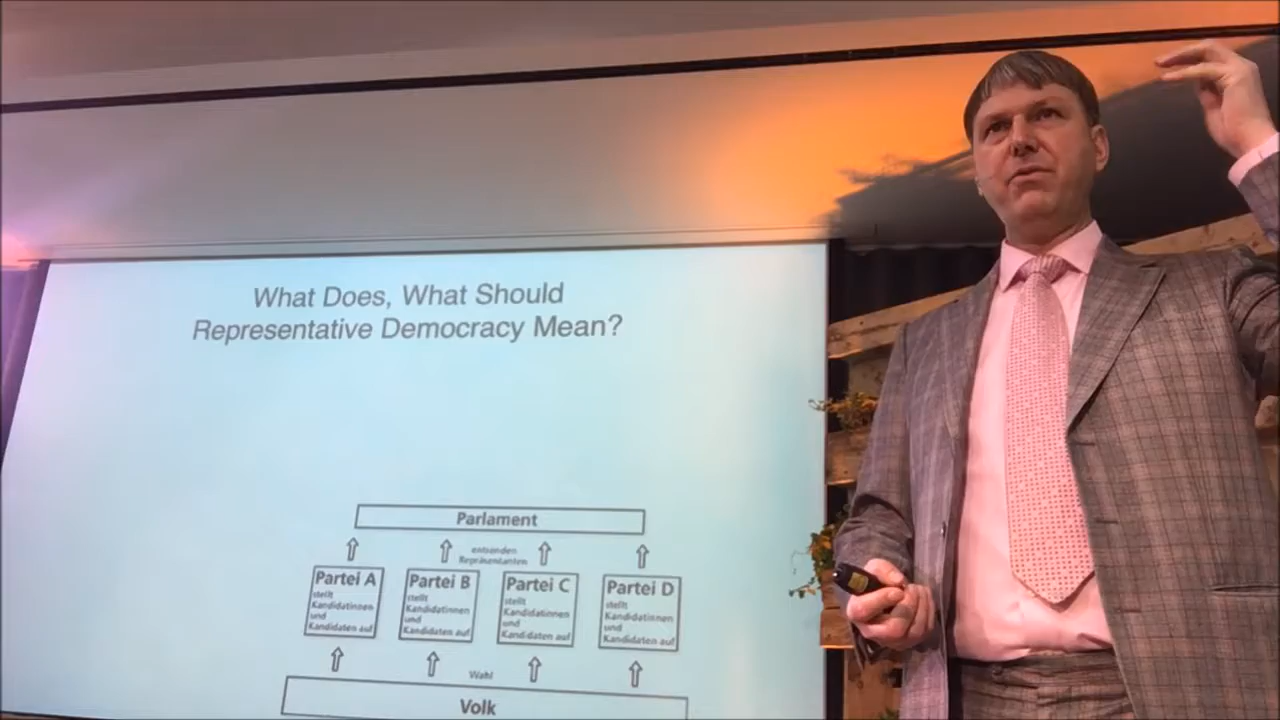 What Does, What Should
Representative Democracy Mean?
Parlament
entsenden
Repräsentanten
Partei A
stellt
Kandidatinnen
und
Kandidaten auf
Partei B
stellt
Kandidatinnen
und
Kandidaten auf
Partei C
stellt
Kandidatinnen
und
Kandidaten auf
Partei D
stellt
Kandidatinnen
und
Kandidaten auf
Wahl
Volk